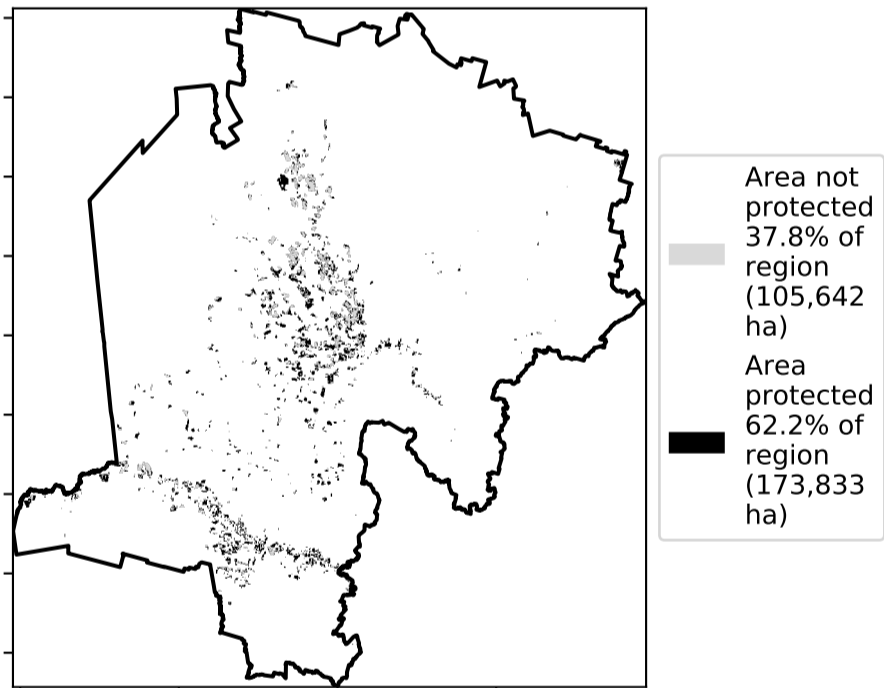 Area not
protected
37.8% of
region
(105,642
ha)
Area
protected
62.2% of
region
(173,833
ha)